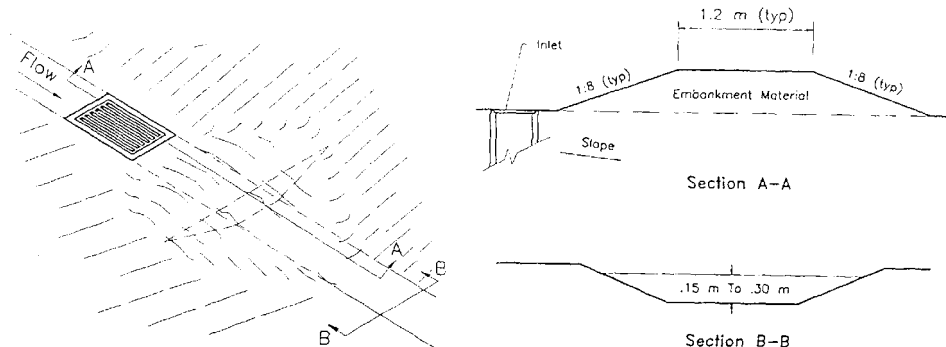 Flow
A
A
B
B
1.2 m (typ)
Inlet
1:8 (typ)
1:8 (typ)
Embankment Material
Slope
Section A-A
.15 m To .30 m
Section B-B